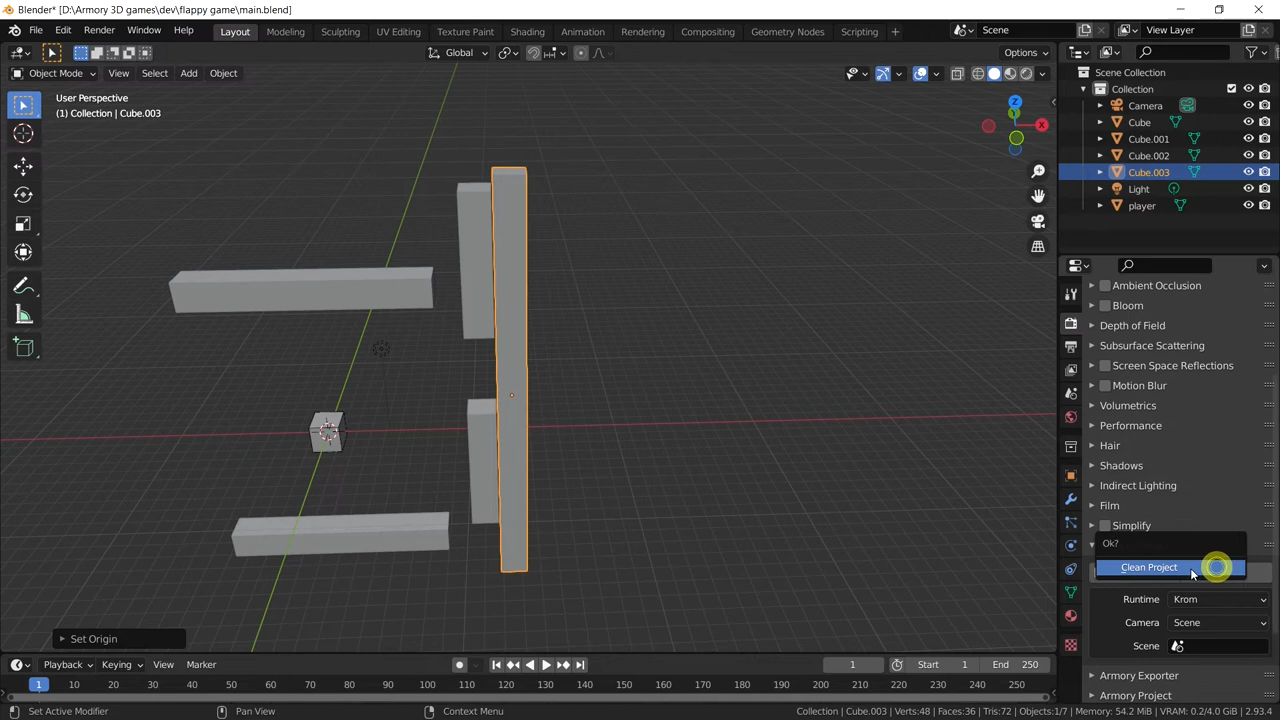 Blender* [D:\Armory 3D games\dev\flappy game\main.blend]
File Edit Render Window Help Layout Modeling Sculpting UV Editing Texture Paint Shading Animation Rendering Compositing Geometry Nodes Scripting + Scene View Layer
Global Options
Object Mode View Select Add Object
User Perspective
(1) Collection | Cube.003
Z
X
Scene Collection
Collection
Camera
Cube
Cube.001
Cube.002
Cube.003
Light
player
Ambient Occlusion
Bloom
Depth of Field
Subsurface Scattering
Screen Space Reflections
Motion Blur
Volumetrics
Performance
Hair
Shadows
Indirect Lighting
Film
Simplify
Ok?
Clean Project
Runtime Krom
Camera Scene
Scene
Armory Exporter
Armory Project
Set Origin
Playback Keying View Marker 1 Start 1 End 250
1 10 20 30 40 50 60 70 80 90 100 110 120 130 140 150 160 170 180 190 200 210 220 230 240 250
Set Active Modifier Pan View Context Menu Collection | Cube.003 | Verts:48 | Faces:36 | Tris:72 | Objects:1/7 | Memory: 54.2 MiB | VRAM: 0.2/4.0 GiB | 2.93.4